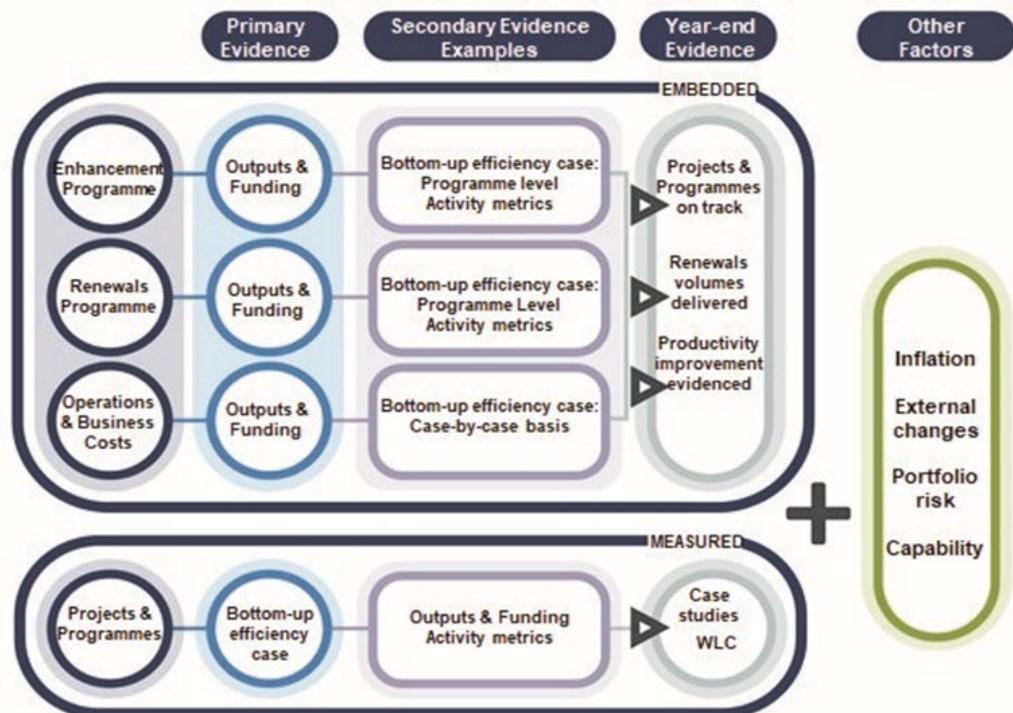 Primary
Evidence
Secondary Evidence
Examples
Year-end
Evidence
Other
Factors
EMBEDDED
Enhancement
Programme
Outputs &
Funding
Bottom-up efficiency case:
Programme level
Activity metrics
Projects &
Programmes
on track
Renewals
Programme
Outputs &
Funding
Bottom-up efficiency case:
Programme Level
Activity metrics
Renewals
volumes
delivered
Operations
& Business
Costs
Outputs &
Funding
Bottom-up efficiency case:
Case-by-case basis
Productivity
improvement
evidenced
Inflation
External
changes
Portfolio
risk
Capability
MEASURED
Projects &
Programmes
Bottom-up
efficiency
case
Outputs & Funding
Activity metrics
Case
studies
WLC